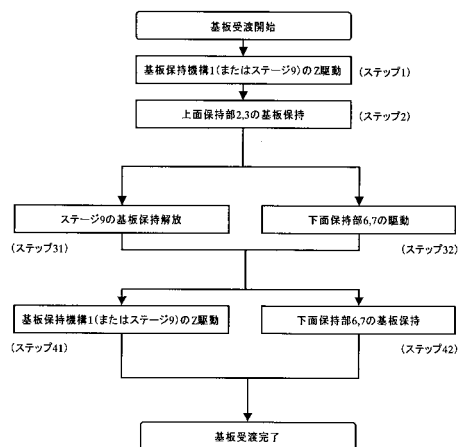 基板受渡開始
基板保持機構1(またはステージ9)のZ駆動
(ステップ1)
上面保持部2,3の基板保持
(ステップ2)
ステージ9の基板保持解放
下面保持部6,7の駆動
(ステップ31)
(ステップ32)
基板保持機構1(またはステージ9)のZ駆動
下面保持部6,7の基板保持
(ステップ41)
(ステップ42)
基板受渡完了